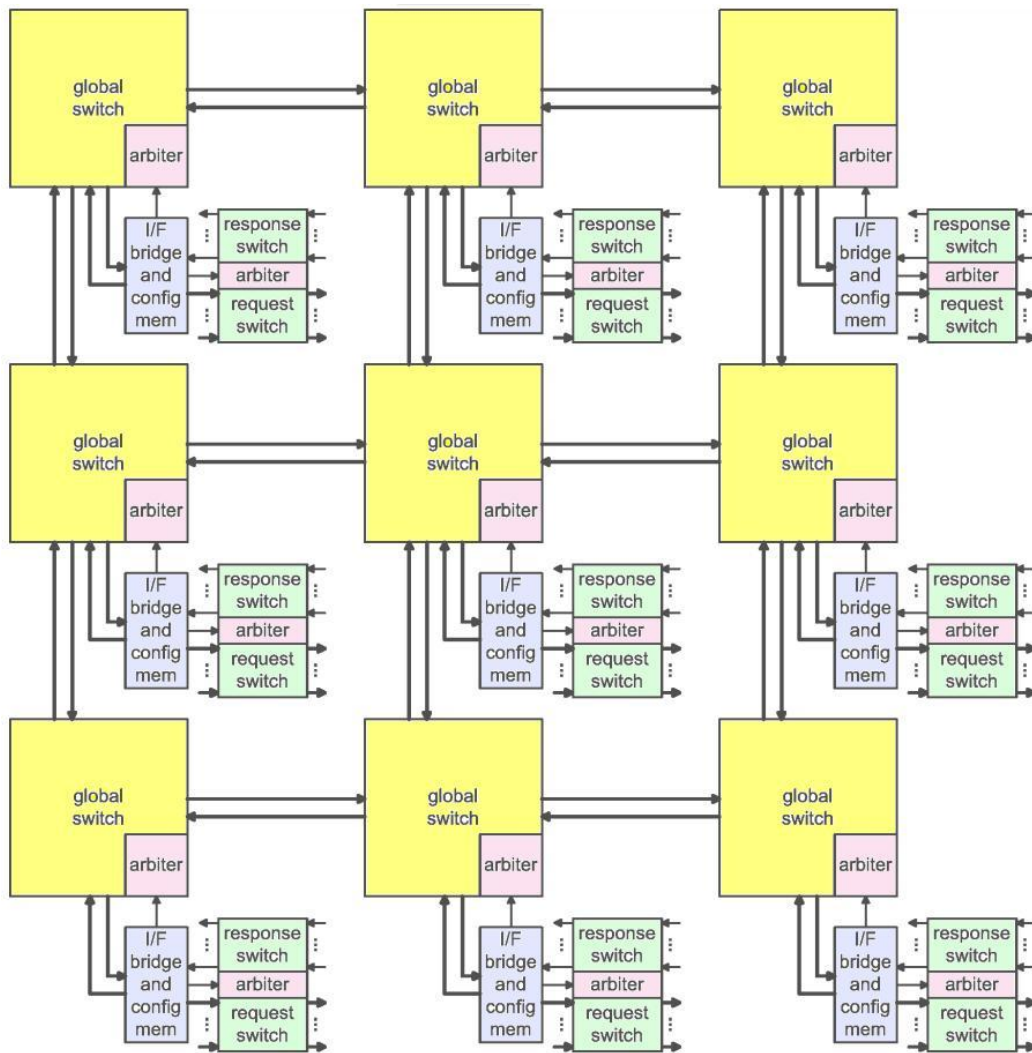 global
switch
arbiter
I/F
bridge
and
config
mem
response
switch
arbiter
request
switch
global
switch
arbiter
I/F
bridge
and
config
mem
response
switch
arbiter
request
switch
global
switch
arbiter
I/F
bridge
and
config
mem
response
switch
arbiter
request
switch
global
switch
arbiter
I/F
bridge
and
config
mem
response
switch
arbiter
request
switch
global
switch
arbiter
I/F
bridge
and
config
mem
response
switch
arbiter
request
switch
global
switch
arbiter
I/F
bridge
and
config
mem
response
switch
arbiter
request
switch
global
switch
arbiter
I/F
bridge
and
config
mem
response
switch
arbiter
request
switch
global
switch
arbiter
I/F
bridge
and
config
mem
response
switch
arbiter
request
switch
global
switch
arbiter
I/F
bridge
and
config
mem
response
switch
arbiter
request
switch